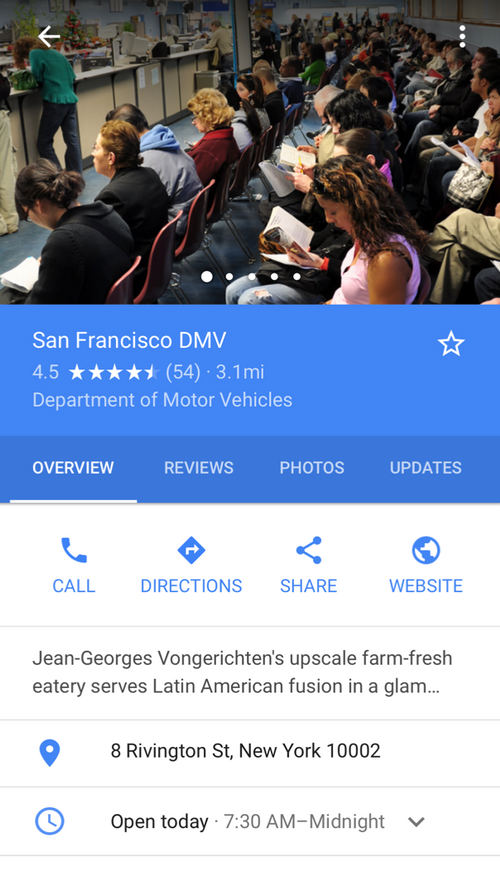 San Francisco DMV
4.5 ★★★★★ (54) · 3.1mi
Department of Motor Vehicles
OVERVIEW REVIEWS PHOTOS UPDATES
CALL DIRECTIONS SHARE WEBSITE
Jean-Georges Vongerichten's upscale farm-fresh
eatery serves Latin American fusion in a glam…
8 Rivington St, New York 10002
Open today · 7:30 AM–Midnight